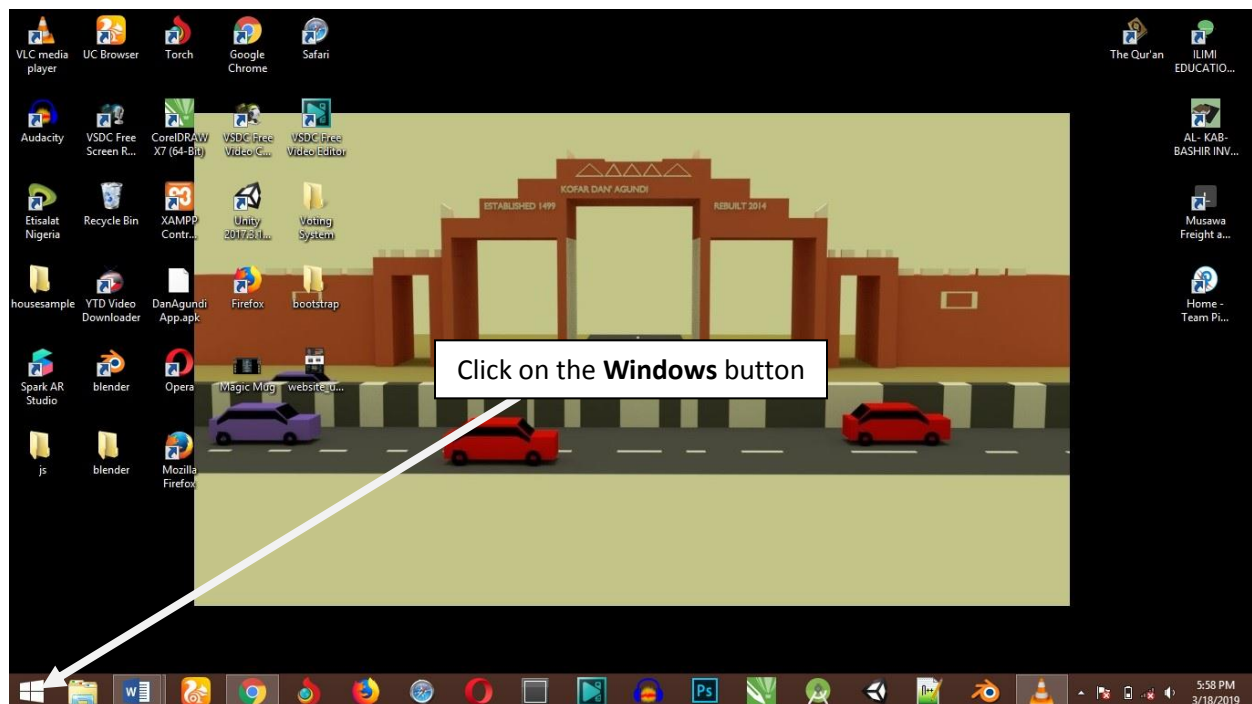 VLC media
player
UC Browser
Torch
Google
Chrome
Safari
The Qur'an
ILIMI
EDUCATIO...
Audacity
VSDC Free
Screen R...
CorelDRAW
X7 (64-Bit)
VSDC Free
Video C...
VSDC Free
Video Editor
AL- KAB-
BASHIR INV...
KOFAR DAN' AGUNDI
ESTABLISHED 1499
REBUILT 2014
Etisalat
Nigeria
Recycle Bin
XAMPP
Contr...
Unity
2017.3.1...
Voting
System
Musawa
Freight a...
housesample
YTD Video
Downloader
DanAgundi
App.apk
Firefox
bootstrap
Home -
Team Pi...
Click on the Windows button
Spark AR
Studio
blender
Opera
Magic Mug
website_u...
js
blender
Mozilla
Firefox
W
Ps
5:58 PM
3/18/2019